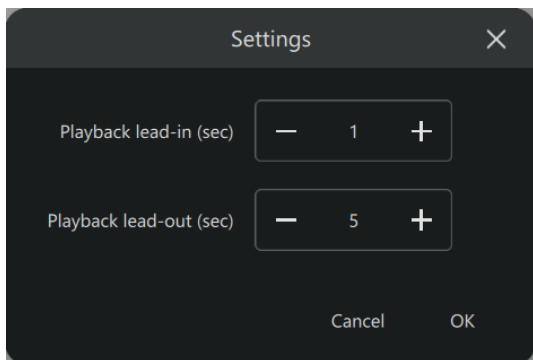 Settings
Playback lead-in (sec) 1
Playback lead-out (sec) 5
Cancel OK